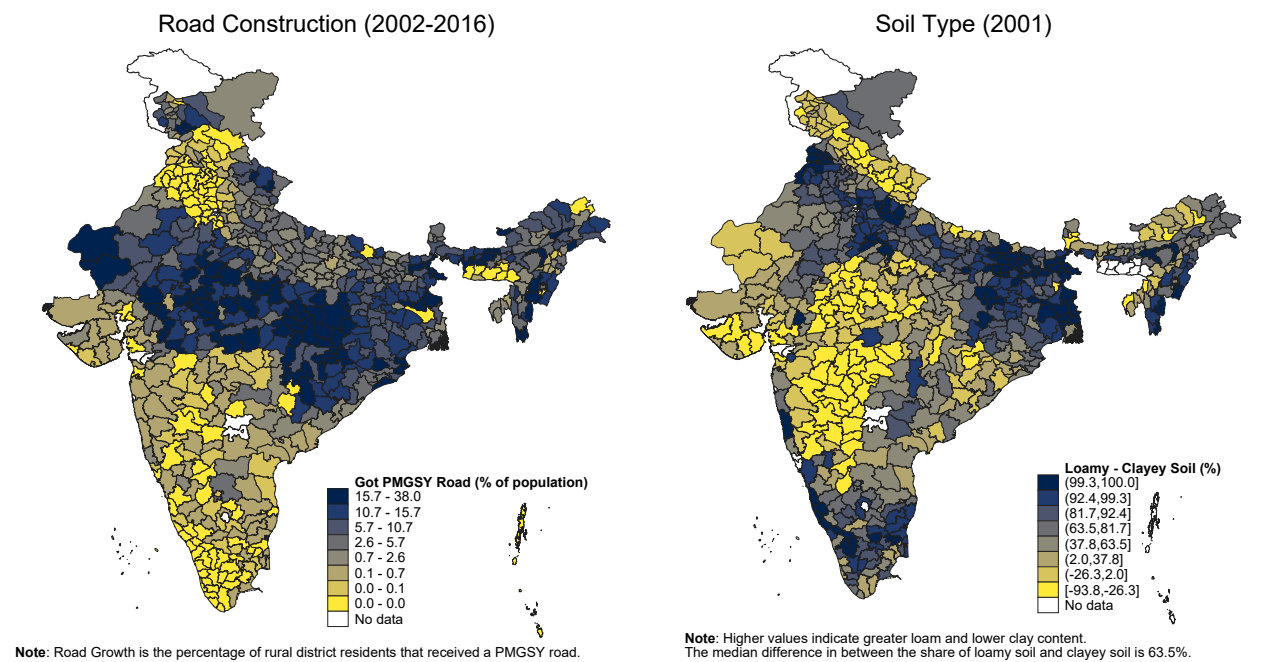 Road Construction (2002-2016)
Got PMGSY Road (% of population)
15.7 - 38.0
10.7 - 15.7
5.7 - 10.7
2.6 - 5.7
0.7 - 2.6
0.1 - 0.7
0.0 - 0.1
0.0 - 0.0
No data
Note: Road Growth is the percentage of rural district residents that received a PMGSY road.
Soil Type (2001)
Loamy - Clayey Soil (%)
(99.3,100.0]
(92.4,99.3]
(81.7,92.4]
(63.5,81.7]
(37.8,63.5]
(2.0,37.8]
(-26.3,2.0]
[-93.8,-26.3]
No data
Note: Higher values indicate greater loam and lower clay content.
The median difference in between the share of loamy soil and clayey soil is 63.5%.